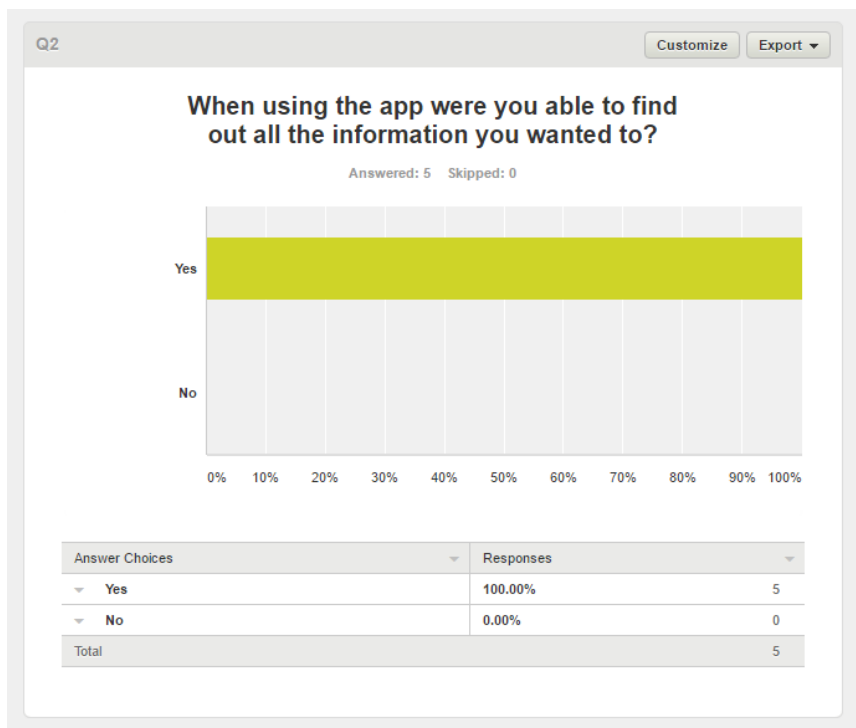 Q2
Customize
Export
When using the app were you able to find
out all the information you wanted to?
Answered: 5 Skipped: 0
Yes
No
0% 10% 20% 30% 40% 50% 60% 70% 80% 90% 100%
Answer Choices Responses
Yes 100.00% 5
No 0.00% 0
Total 5